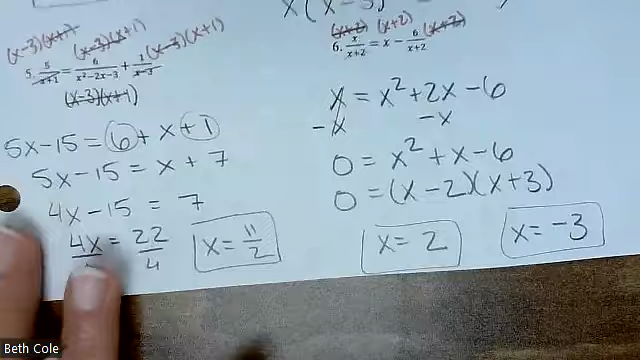 x(x-3)
(x-3)(x+1) (x-3)(x+1) (x-3)(x+1)
5. 5/(x+1) = 6/(x²-2x-3) + 1/(x-3)
(x-3)(x+1)
5x-15 = 6 + x + 1
5x-15 = x + 7
4x-15 = 7
4x = 22/4
x = 11/2
(x+2) (x+2) (x+2)
6. x/(x+2) = x - 6/(x+2)
x = x² + 2x - 6
-x -x
0 = x² + x - 6
0 = (x-2)(x+3)
x = 2 x = -3
Beth Cole